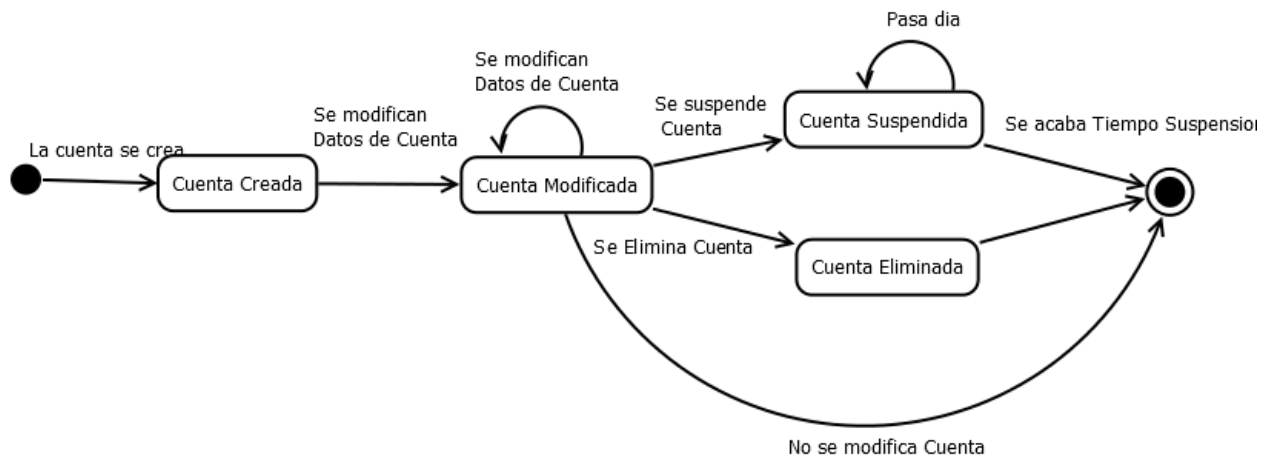 Pasa dia
Se modifican
Datos de Cuenta
Se modifican
Datos de Cuenta
Se suspende
Cuenta
Cuenta Suspendida
Se acaba Tiempo Suspension
La cuenta se crea
Cuenta Creada
Cuenta Modificada
Se Elimina Cuenta
Cuenta Eliminada
No se modifica Cuenta